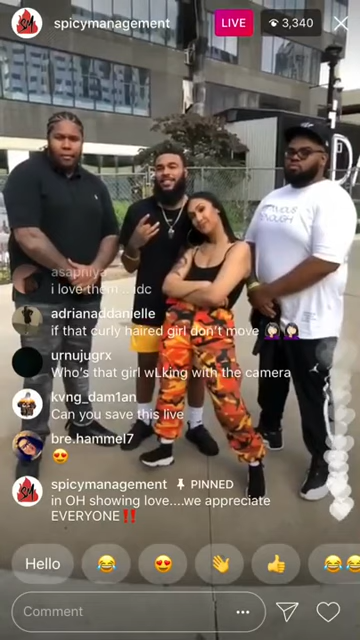 spicymanagement
LIVE
3,340
asaphiya
i love them .. idc
adrianaddanielle
if that curly haired girl don't move 🤦🏻‍♀️🤦🏻‍♀️
urnujugrx
Who's that girl wLking with the camera
kvng_dam1an
Can you save this live
bre.hammel7
😍
spicymanagement PINNED
in OH showing love....we appreciate
EVERYONE‼️
Hello 😂 😍 👋 👍 😂😂
Comment